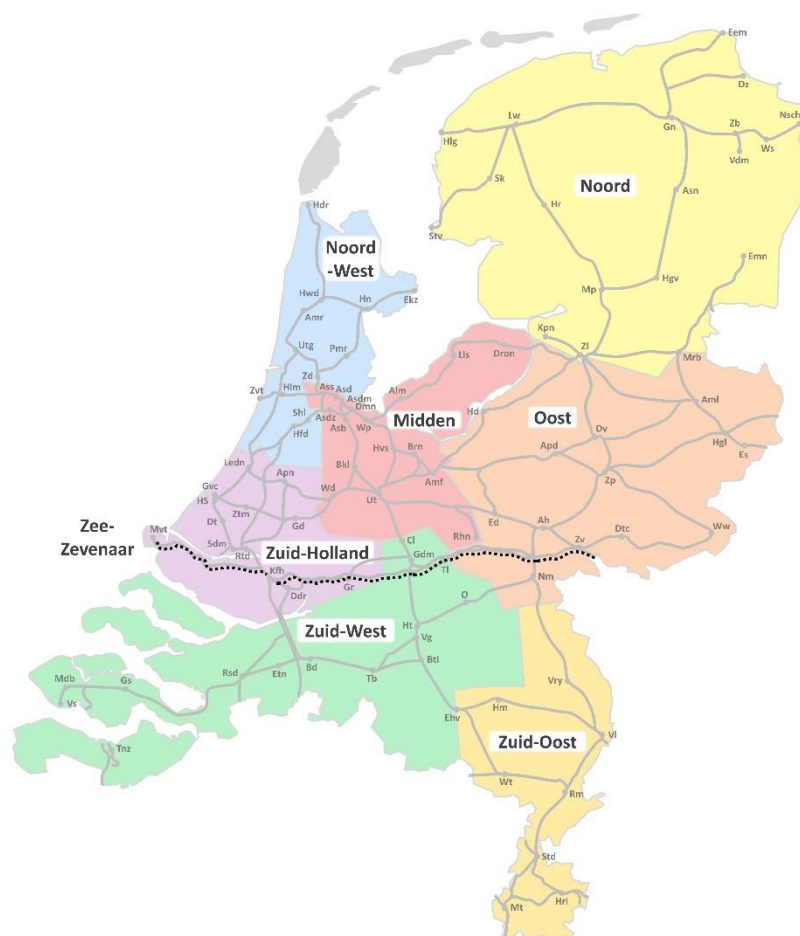 Eem
Dz
Nsch
Lw
Gn
Zb
Hlg
Ws
Vdm
Sk
Noord
Asn
Hdr
Hr
Stv
Noord
-West
Emn
Hgv
Mp
Hwd
Hn
Ekz
Amr
Kpn
Utg
Pmr
Lls
Dron
Zl
Mrb
Zd
Zvt
Hlm
Ass
Asd
Alm
Aml
Asdm
Dmn
Shl
Asdz
Midden
Hd
Oost
Hfd
Asb
Wp
Dv
Hgl
Hvs
Brn
Apd
Es
Ledn
Bkl
Amf
Zp
Gvc
Apn
Wd
Ut
HS
Ztm
Gd
Ed
Zee-
Zevenaar
Mvt
Dt
Ah
Dtc
Ww
Sdm
Rtd
Zuid-Holland
Cl
Rhn
Zv
Kfh
Gdm
Tl
Nm
Ddr
Gr
O
Zuid-West
Ht
Vg
Btl
Mdb
Gs
Rsd
Etn
Bd
Tb
Vry
Vs
Ehv
Hm
Tnz
Zuid-Oost
Vl
Wt
Rm
Std
Mt
Hrl